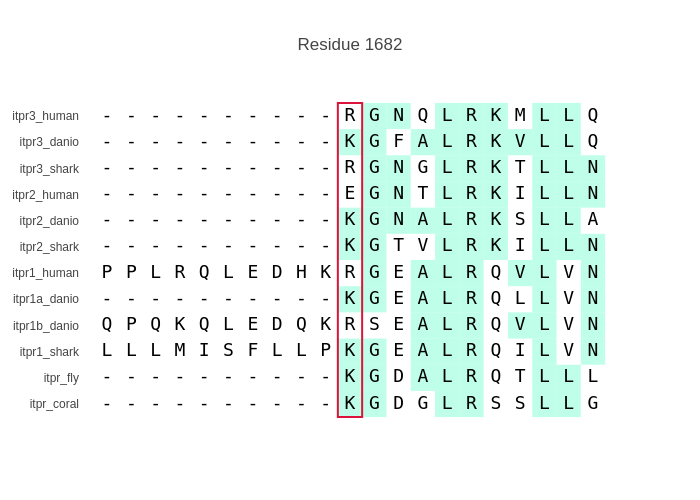 Residue 1682
itpr3_human - - - - - - - - - - R G N Q L R K M L L Q
itpr3_danio - - - - - - - - - - K G F A L R K V L L Q
itpr3_shark - - - - - - - - - - R G N G L R K T L L N
itpr2_human - - - - - - - - - - E G N T L R K I L L N
itpr2_danio - - - - - - - - - - K G N A L R K S L L A
itpr2_shark - - - - - - - - - - K G T V L R K I L L N
itpr1_human P P L R Q L E D H K R G E A L R Q V L V N
itpr1a_danio - - - - - - - - - - K G E A L R Q L L V N
itpr1b_danio Q P Q K Q L E D Q K R S E A L R Q V L V N
itpr1_shark L L L M I S F L L P K G E A L R Q I L V N
itpr_fly - - - - - - - - - - K G D A L R Q T L L L
itpr_coral - - - - - - - - - - K G D G L R S S L L G